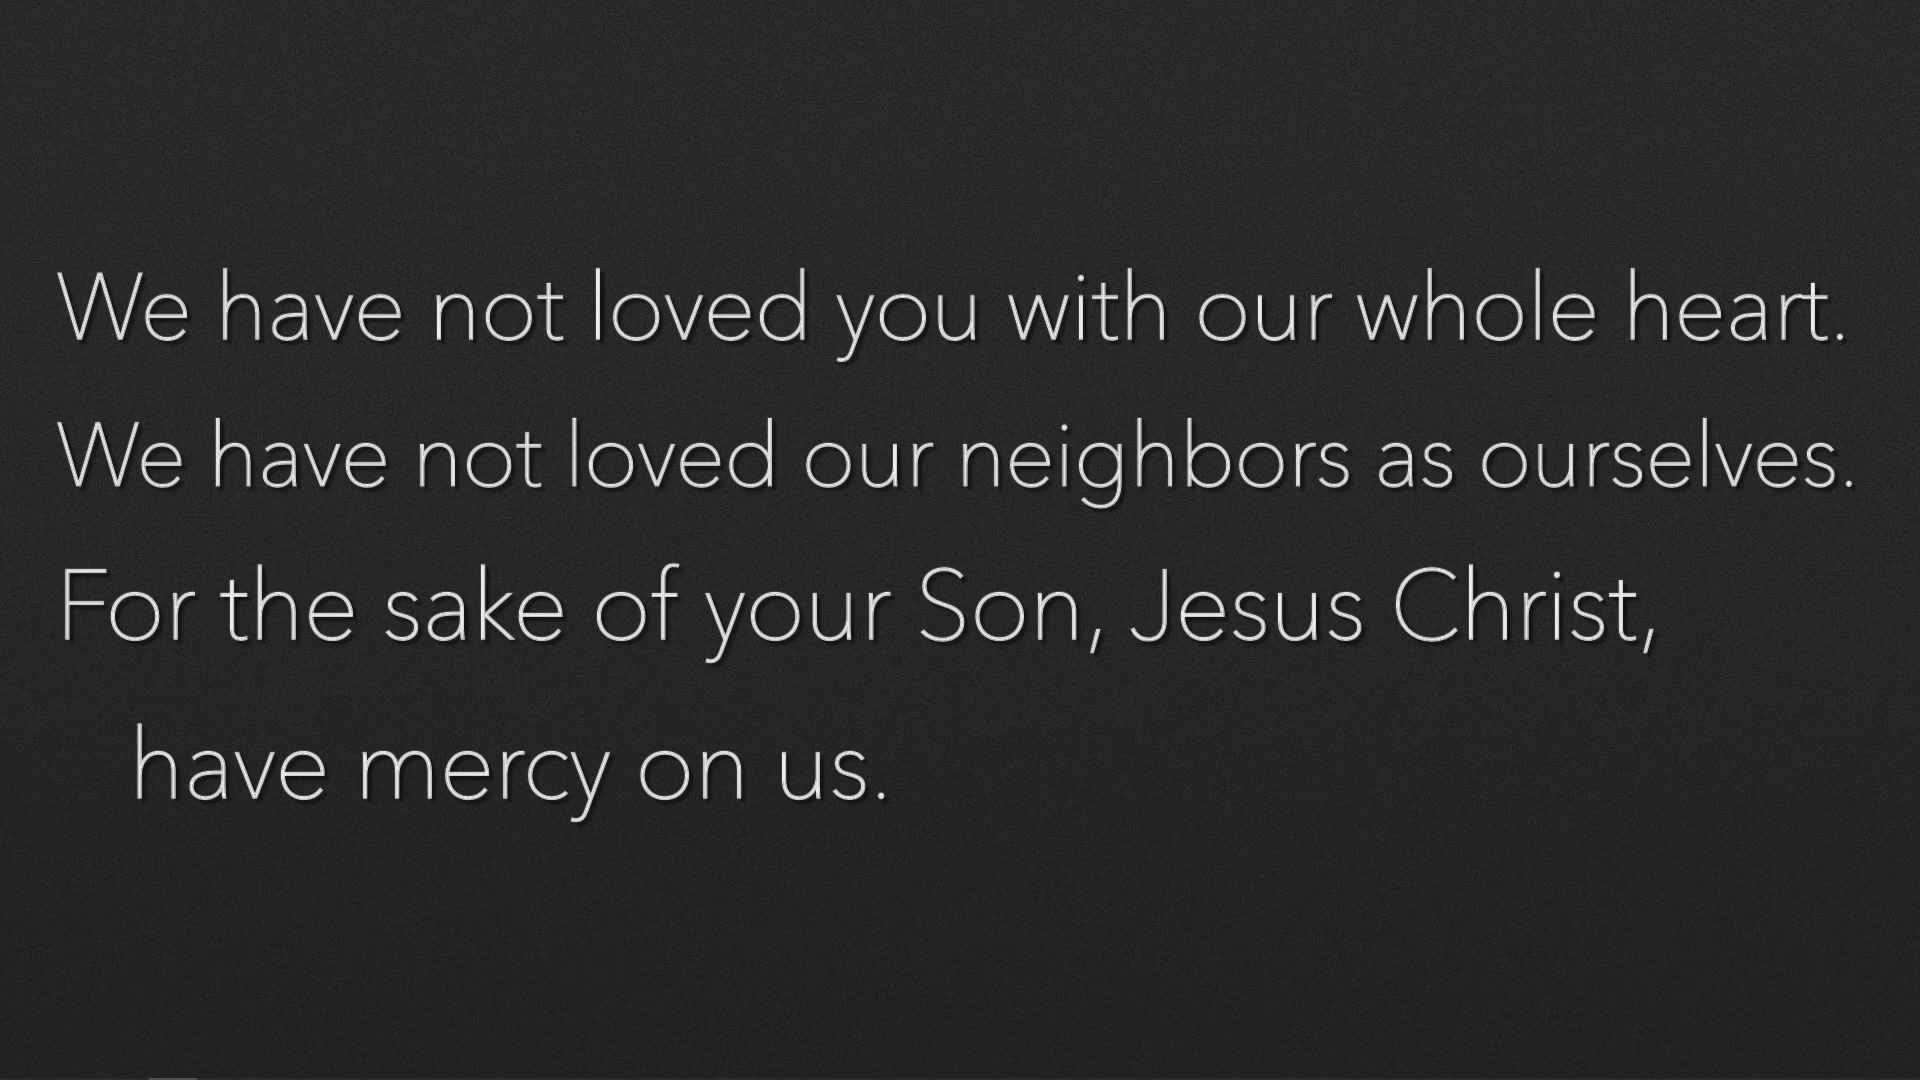 We have not loved you with our whole heart.
We have not loved our neighbors as ourselves.
For the sake of your Son, Jesus Christ,
have mercy on us.